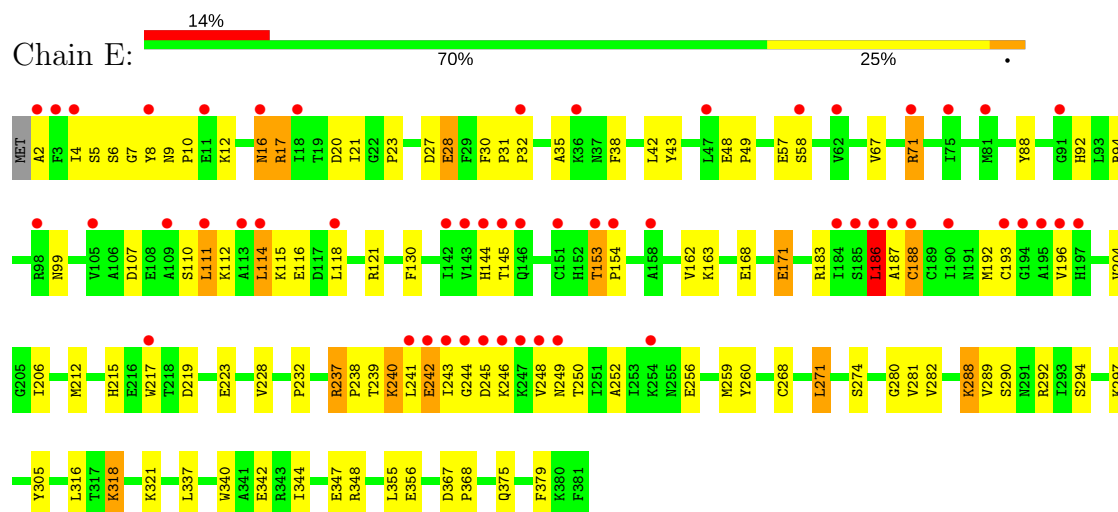 14%
Chain E:
70% 25% •
MET A2 F3 I4 S5 S6 G7 Y8 N9 P10 E11 K12 N16 R17 I18 T19 D20 I21 G22 P23 D27 E28 F29 F30 P31 P32 A35 K36 N37 F38 L42 Y43 L47 E48 P49 E57 S58 V62 V67 R71 I75 M81 Y88 G91 H92 L93
R98 N99 V105 A106 D107 E108 A109 S110 L111 K112 A113 L114 K115 E116 D117 L118 R121 F130 I142 V143 H144 T145 Q146 C151 H152 T153 P154 A158 V162 K163 E168 E171 R183 I184 S185 L186 A187 C188 C189 I190 N191 M192 C193 G194 A195 V196 H197
G205 I206 M212 H215 E216 W217 T218 D219 E223 V228 P232 R237 P238 T239 K240 L241 E242 I243 G244 D245 K246 K247 V248 N249 T250 I251 A252 I253 K254 N255 E256 M259 Y260 C268 L271 S274 G280 V281 V282 K288 V289 S290 N291 R292 I293 S294
Y305 L316 T317 K318 K321 L337 W340 A341 E342 R343 I344 E347 R348 L355 E356 D367 P368 Q375 F379 K380 F381